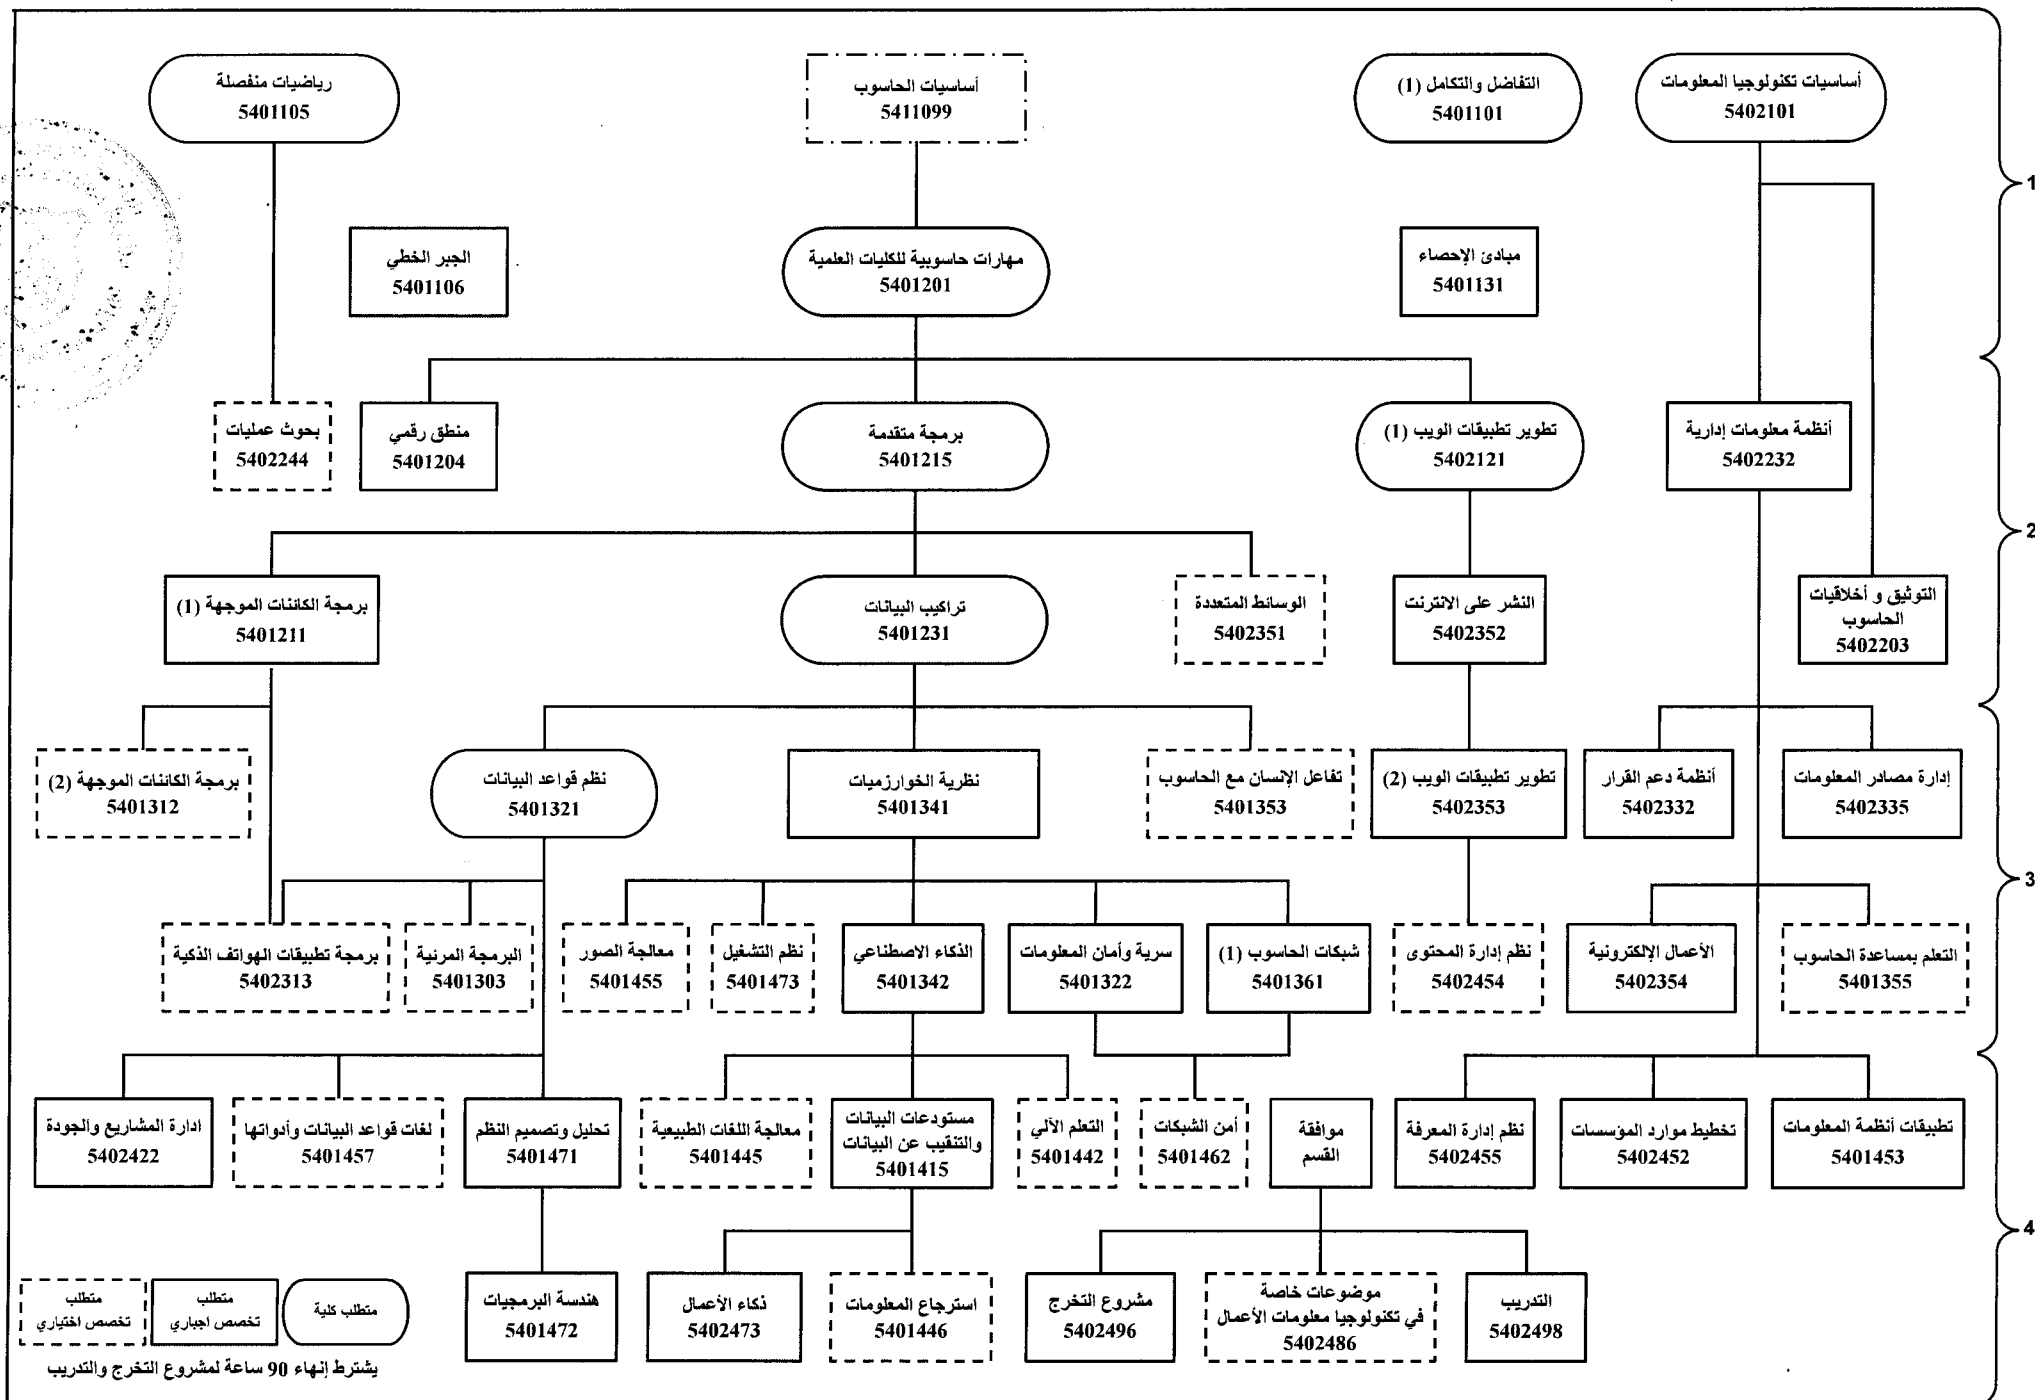 أساسيات تكنولوجيا المعلومات
5402101
التفاضل والتكامل (1)
5401101
أساسيات الحاسوب
5411099
رياضيات منفصلة
5401105
1
مبادئ الإحصاء
5401131
مهارات حاسوبية للكليات العلمية
5401201
الجبر الخطي
5401106
أنظمة معلومات إدارية
5402232
تطوير تطبيقات الويب (1)
5402121
برمجة متقدمة
5401215
منطق رقمي
5401204
بحوث عمليات
5402244
2
التوثيق و أخلاقيات
الحاسوب
5402203
النشر على الانترنت
5402352
الوسائط المتعددة
5402351
تراكيب البيانات
5401231
برمجة الكائنات الموجهة (1)
5401211
إدارة مصادر المعلومات
5402335
أنظمة دعم القرار
5402332
تطوير تطبيقات الويب (2)
5402353
تفاعل الإنسان مع الحاسوب
5401353
نظرية الخوارزميات
5401341
نظم قواعد البيانات
5401321
برمجة الكائنات الموجهة (2)
5401312
3
التعلم بمساعدة الحاسوب
5401355
الأعمال الإلكترونية
5402354
نظم إدارة المحتوى
5402454
شبكات الحاسوب (1)
5401361
سرية وأمان المعلومات
5401322
الذكاء الاصطناعي
5401342
نظم التشغيل
5401473
معالجة الصور
5401455
البرمجة المرئية
5401303
برمجة تطبيقات الهواتف الذكية
5402313
تطبيقات أنظمة المعلومات
5401453
تخطيط موارد المؤسسات
5402452
نظم إدارة المعرفة
5402455
موافقة
القسم
أمن الشبكات
5401462
التعلم الآلي
5401442
مستودعات البيانات
والتنقيب عن البيانات
5401415
معالجة اللغات الطبيعية
5401445
تحليل وتصميم النظم
5401471
لغات قواعد البيانات وأدواتها
5401457
ادارة المشاريع والجودة
5402422
4
التدريب
5402498
موضوعات خاصة
في تكنولوجيا معلومات الأعمال
5402486
مشروع التخرج
5402496
استرجاع المعلومات
5401446
ذكاء الأعمال
5402473
هندسة البرمجيات
5401472
متطلب كلية
متطلب
تخصص اجباري
متطلب
تخصص اختياري
يشترط إنهاء 90 ساعة لمشروع التخرج والتدريب